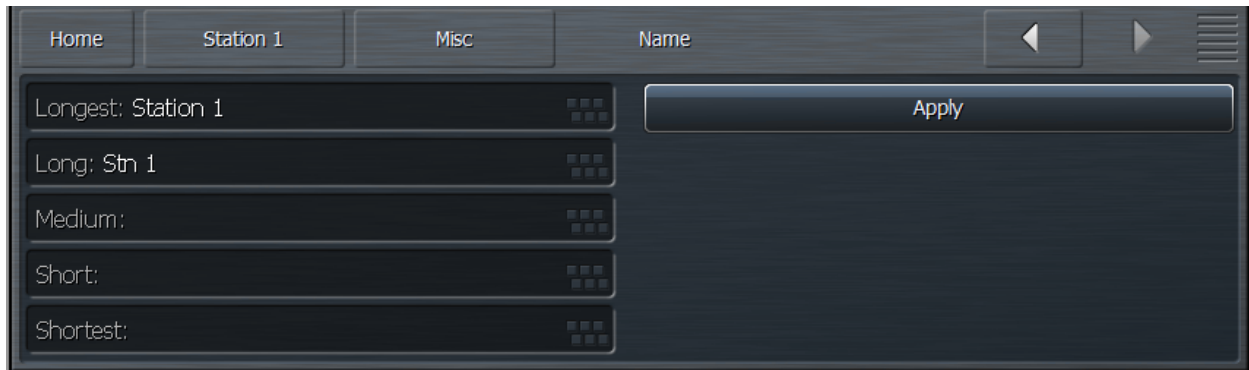 Home Station 1 Misc Name
Longest: Station 1
Apply
Long: Stn 1
Medium:
Short:
Shortest: